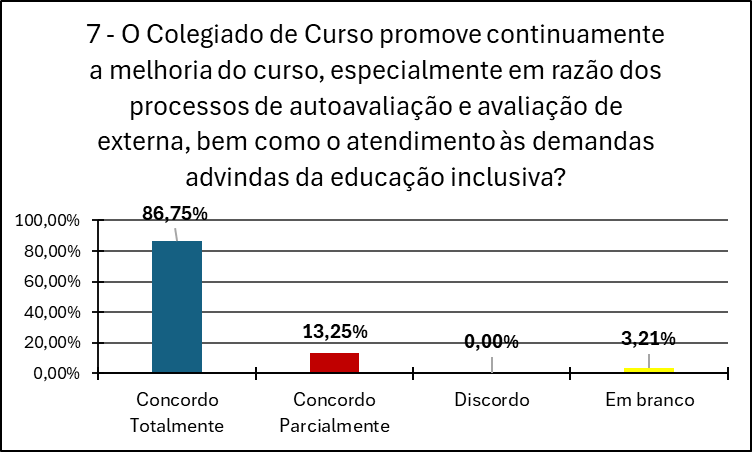 7 - O Colegiado de Curso promove continuamente
a melhoria do curso, especialmente em razão dos
processos de autoavaliação e avaliação de
externa, bem como o atendimento às demandas
advindas da educação inclusiva?
100,00%
80,00%
60,00%
40,00%
20,00%
0,00%
86,75%
13,25%
0,00%
3,21%
Concordo
Totalmente
Concordo
Parcialmente
Discordo
Em branco